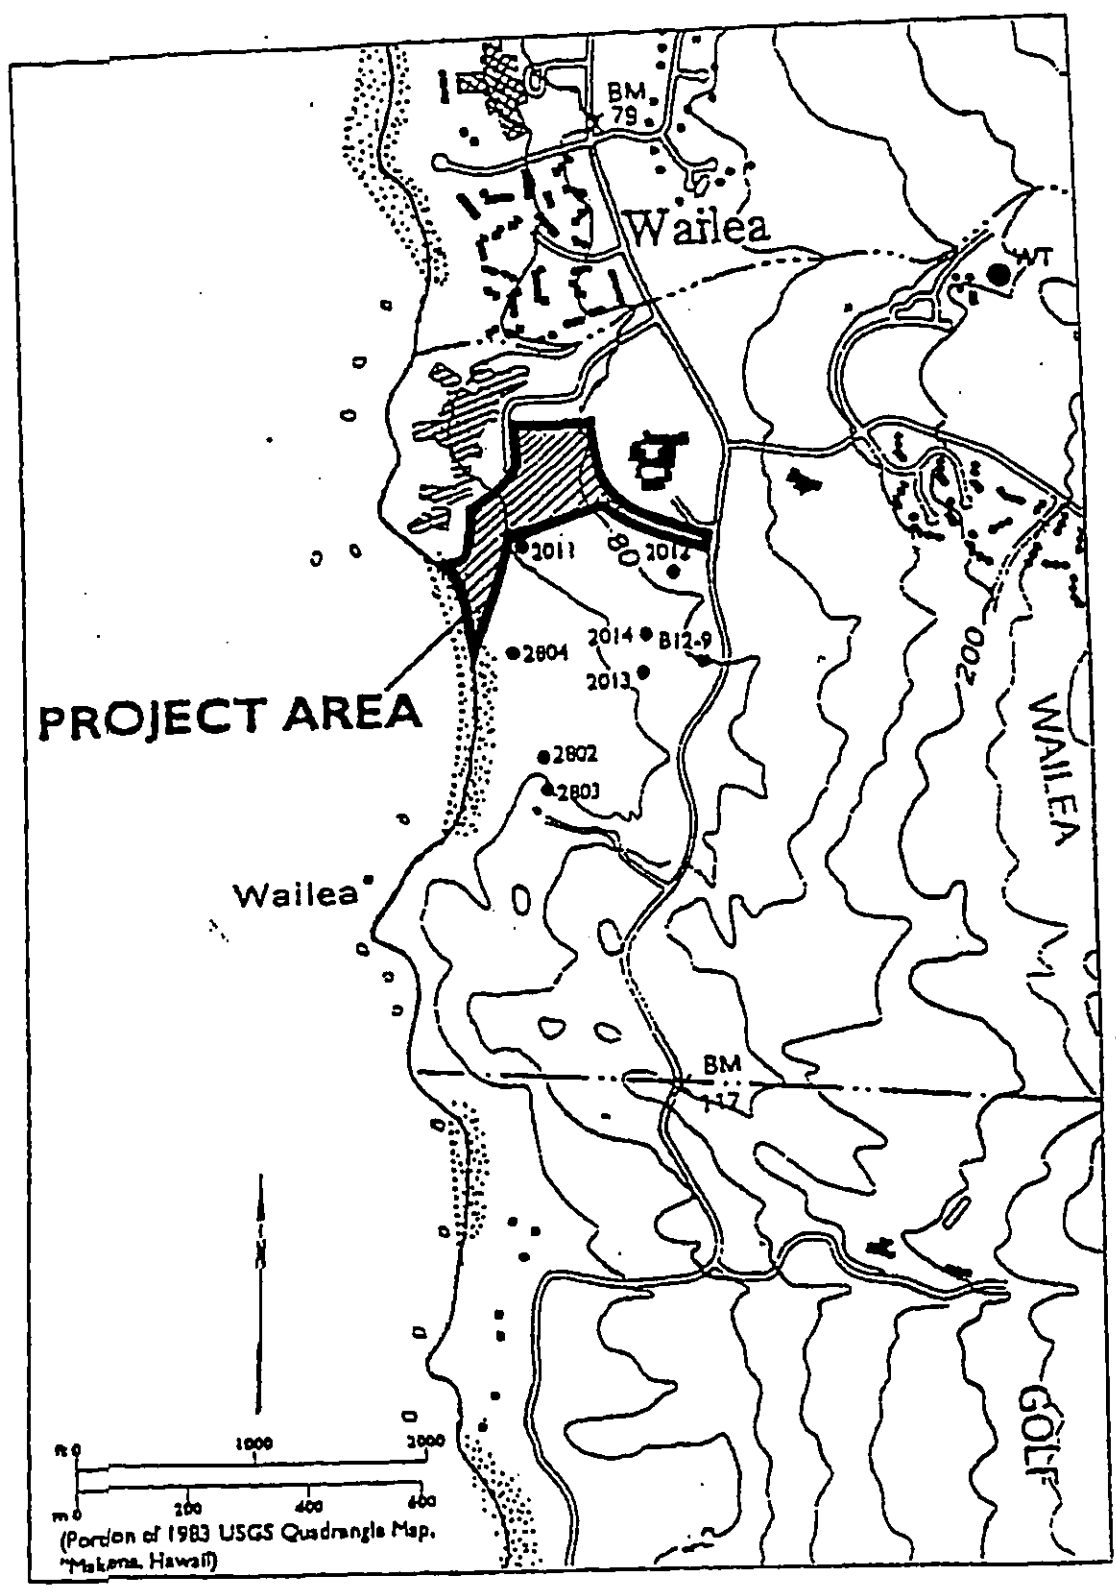 BM
79
Wailea
WT
2011
80
2012
2014
B12-9
2804
2013
200
PROJECT AREA
WAILEA
2802
2803
Wailea
BM
117
GOLF
N
ft 0 1000 2000
m 0 200 400 600
(Portion of 1983 USGS Quadrangle Map,
"Makena, Hawaii)